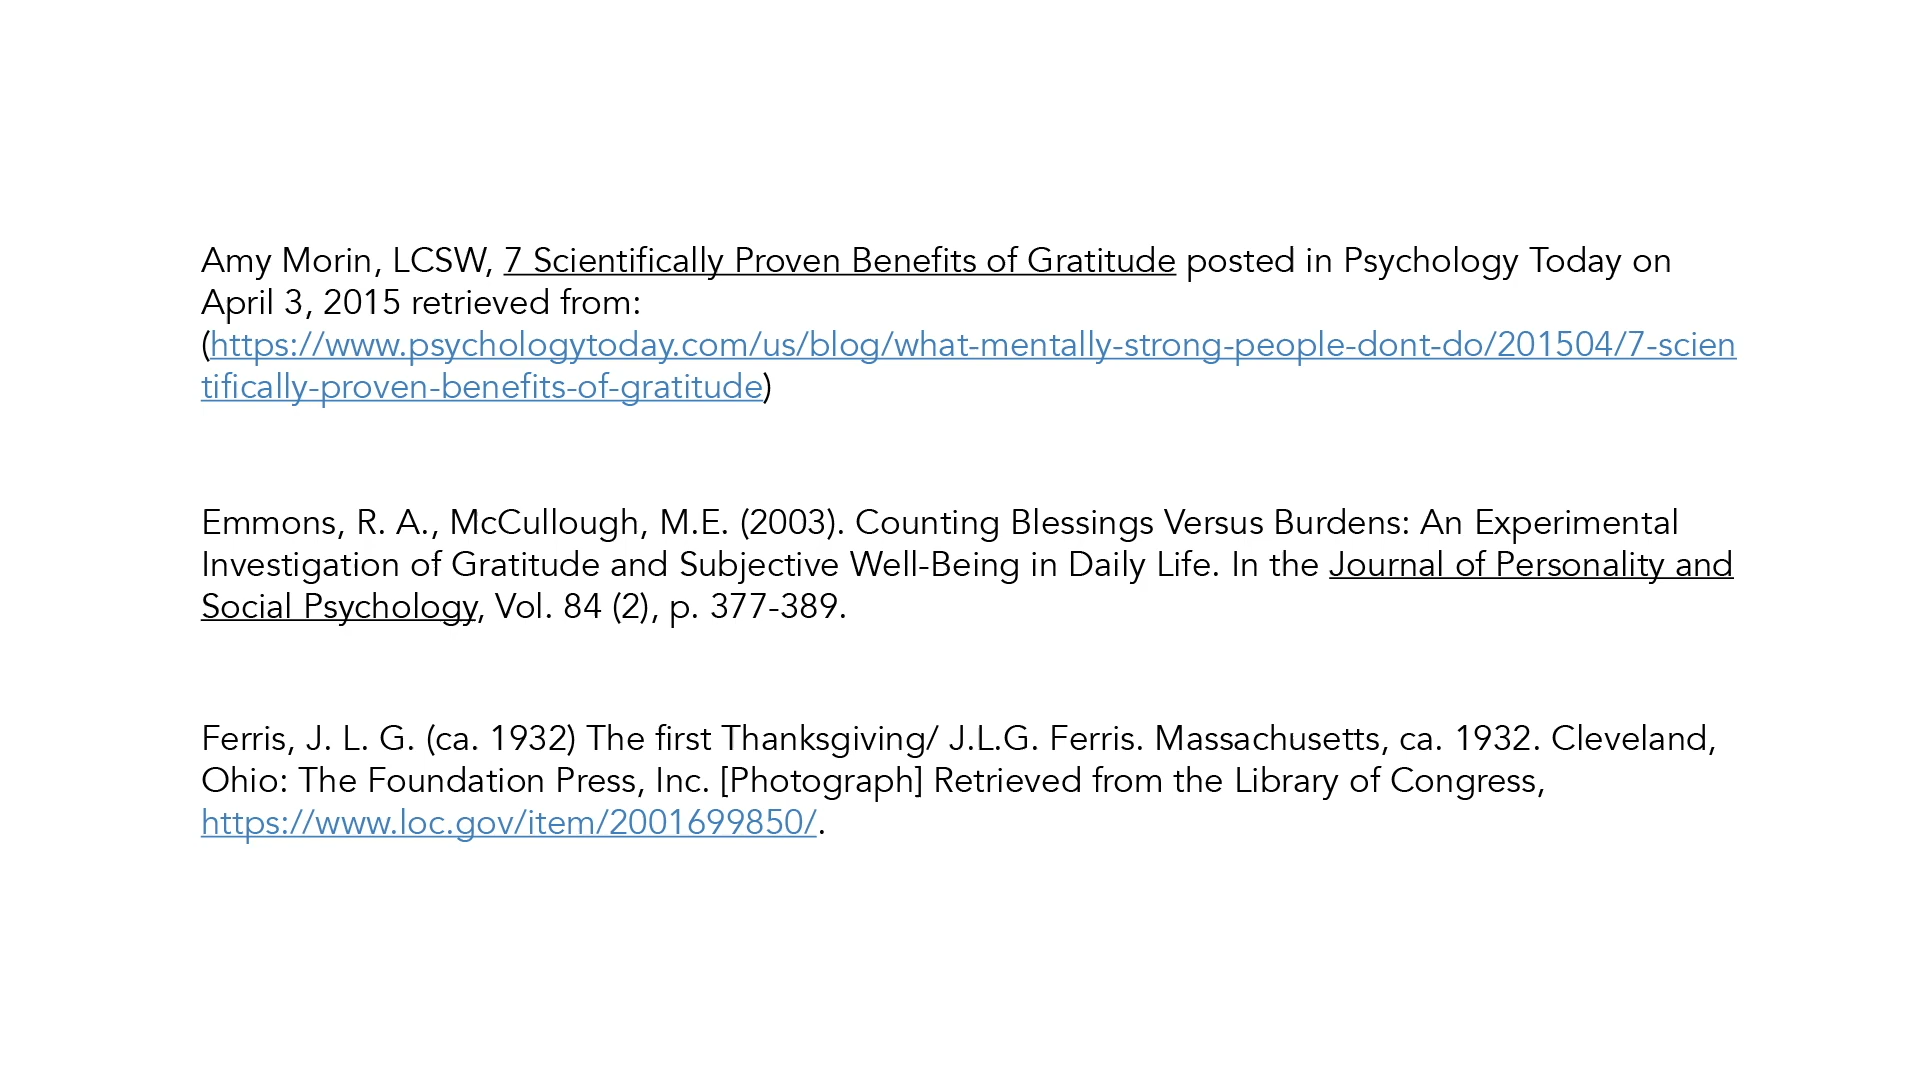 Amy Morin, LCSW, 7 Scientifically Proven Benefits of Gratitude posted in Psychology Today on
April 3, 2015 retrieved from:
(https://www.psychologytoday.com/us/blog/what-mentally-strong-people-dont-do/201504/7-scien
tifically-proven-benefits-of-gratitude)
Emmons, R. A., McCullough, M.E. (2003). Counting Blessings Versus Burdens: An Experimental
Investigation of Gratitude and Subjective Well-Being in Daily Life. In the Journal of Personality and
Social Psychology, Vol. 84 (2), p. 377-389.
Ferris, J. L. G. (ca. 1932) The first Thanksgiving/ J.L.G. Ferris. Massachusetts, ca. 1932. Cleveland,
Ohio: The Foundation Press, Inc. [Photograph] Retrieved from the Library of Congress,
https://www.loc.gov/item/2001699850/.